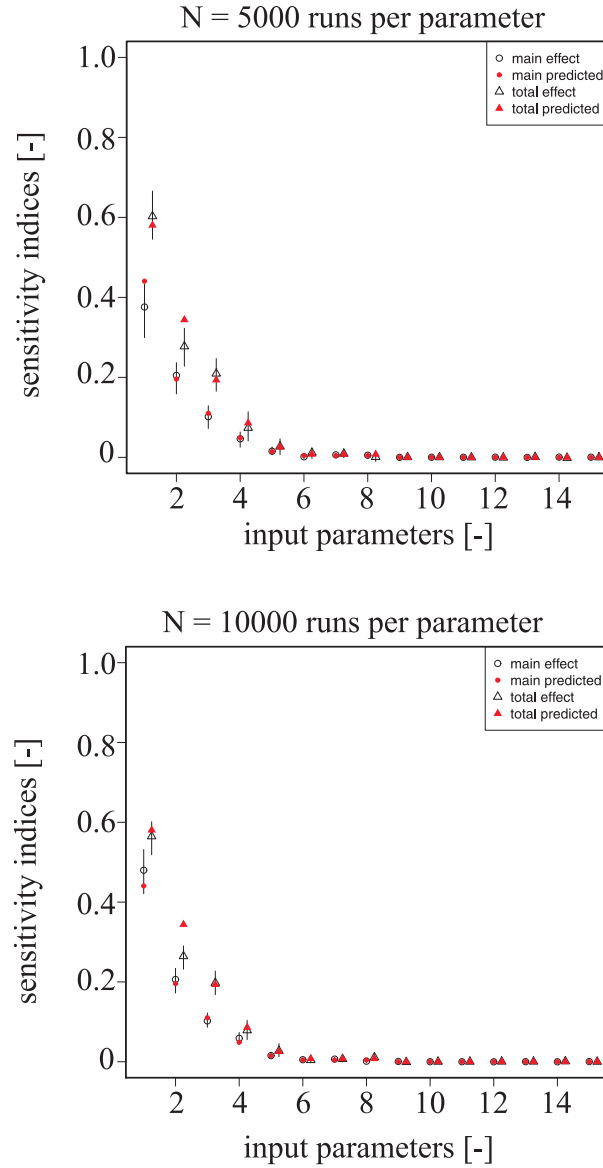 N = 5000 runs per parameter
main effect
main predicted
total effect
total predicted
1.0
0.8
0.6
0.4
0.2
0
sensitivity indices [-]
2 4 6 8 10 12 14
input parameters [-]
N = 10000 runs per parameter
main effect
main predicted
total effect
total predicted
1.0
0.8
0.6
0.4
0.2
0
sensitivity indices [-]
2 4 6 8 10 12 14
input parameters [-]